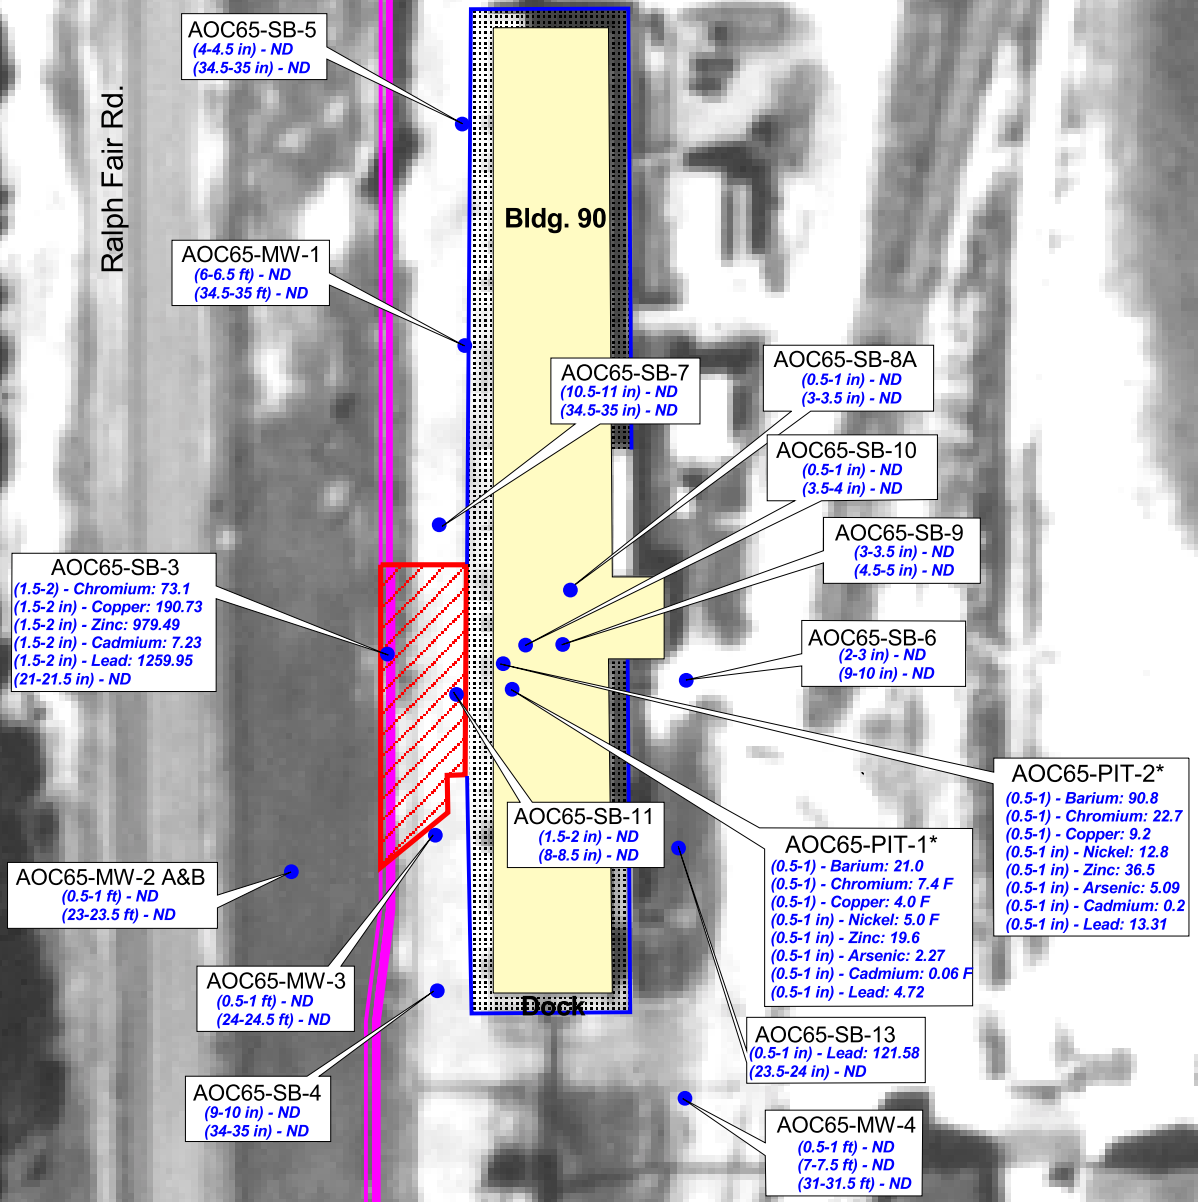 AOC65-SB-5
(4-4.5 in) - ND
(34.5-35 in) - ND
Ralph Fair Rd.
Bldg. 90
AOC65-MW-1
(6-6.5 ft) - ND
(34.5-35 ft) - ND
AOC65-SB-7
(10.5-11 in) - ND
(34.5-35 in) - ND
AOC65-SB-8A
(0.5-1 in) - ND
(3-3.5 in) - ND
AOC65-SB-10
(0.5-1 in) - ND
(3.5-4 in) - ND
AOC65-SB-9
(3-3.5 in) - ND
(4.5-5 in) - ND
AOC65-SB-3
(1.5-2) - Chromium: 73.1
(1.5-2 in) - Copper: 190.73
(1.5-2 in) - Zinc: 979.49
(1.5-2 in) - Cadmium: 7.23
(1.5-2 in) - Lead: 1259.95
(21-21.5 in) - ND
AOC65-SB-6
(2-3 in) - ND
(9-10 in) - ND
AOC65-PIT-2*
(0.5-1) - Barium: 90.8
(0.5-1) - Chromium: 22.7
(0.5-1) - Copper: 9.2
(0.5-1 in) - Nickel: 12.8
(0.5-1 in) - Zinc: 36.5
(0.5-1 in) - Arsenic: 5.09
(0.5-1 in) - Cadmium: 0.2
(0.5-1 in) - Lead: 13.31
AOC65-SB-11
(1.5-2 in) - ND
(8-8.5 in) - ND
AOC65-PIT-1*
(0.5-1) - Barium: 21.0
(0.5-1) - Chromium: 7.4 F
(0.5-1) - Copper: 4.0 F
(0.5-1 in) - Nickel: 5.0 F
(0.5-1 in) - Zinc: 19.6
(0.5-1 in) - Arsenic: 2.27
(0.5-1 in) - Cadmium: 0.06 F
(0.5-1 in) - Lead: 4.72
AOC65-MW-2 A&B
(0.5-1 ft) - ND
(23-23.5 ft) - ND
AOC65-MW-3
(0.5-1 ft) - ND
(24-24.5 ft) - ND
Dock
AOC65-SB-13
(0.5-1 in) - Lead: 121.58
(23.5-24 in) - ND
AOC65-SB-4
(9-10 in) - ND
(34-35 in) - ND
AOC65-MW-4
(0.5-1 ft) - ND
(7-7.5 ft) - ND
(31-31.5 ft) - ND